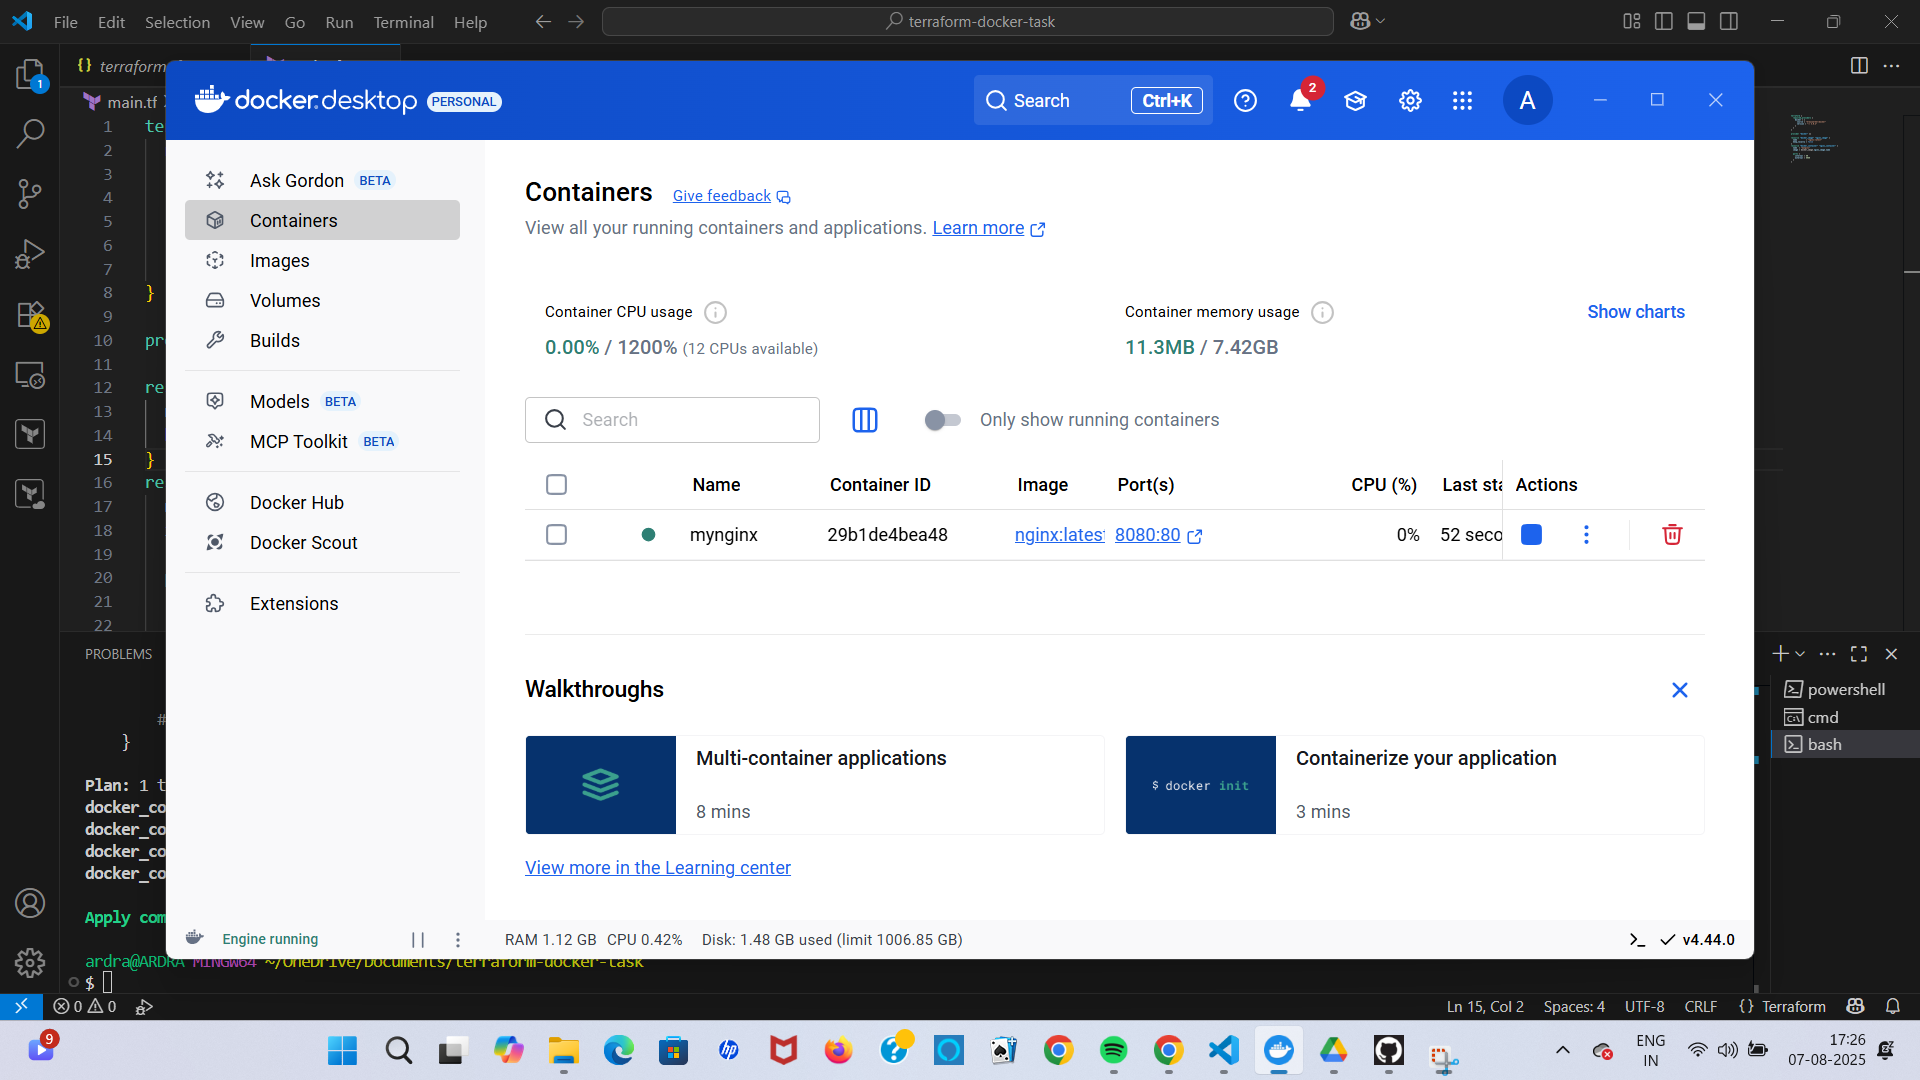 File Edit Selection View Go Run Terminal Help
terraform-docker-task
1
{} terraform
main.tf
docker.desktop PERSONAL
Search Ctrl+K
2
A
1 te
2
3
4
5
6
7
8 }
9
10 pr
11
12 re
13
14
15 }
16 re
17
18
19
20
21
22
Ask Gordon BETA
Containers
Images
Volumes
Builds
Models BETA
MCP Toolkit BETA
Docker Hub
Docker Scout
Extensions
Containers Give feedback
View all your running containers and applications. Learn more
Container CPU usage
0.00% / 1200% (12 CPUs available)
Container memory usage
11.3MB / 7.42GB
Show charts
Search
Only show running containers
Name Container ID Image Port(s) CPU (%) Last sta Actions
mynginx 29b1de4bea48 nginx:latest 8080:80 0% 52 seco
Walkthroughs
Multi-container applications
8 mins
$ docker init
Containerize your application
3 mins
View more in the Learning center
Engine running
RAM 1.12 GB CPU 0.42% Disk: 1.48 GB used (limit 1006.85 GB)
v4.44.0
PROBLEMS
#
}
Plan: 1 t
docker_co
docker_co
docker_co
docker_co
Apply com
ardra@ARDRA MINGW64 ~/OneDrive/Documents/terraform-docker-task
$
powershell
cmd
bash
0 0
Ln 15, Col 2 Spaces: 4 UTF-8 CRLF {} Terraform
9
ENG
IN
17:26
07-08-2025